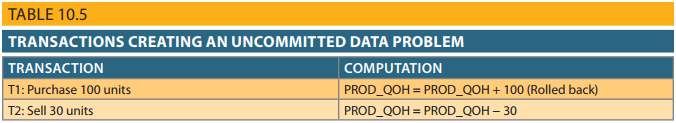 TABLE 10.5
TRANSACTIONS CREATING AN UNCOMMITTED DATA PROBLEM
TRANSACTION COMPUTATION
T1: Purchase 100 units PROD_QOH = PROD_QOH + 100 (Rolled back)
T2: Sell 30 units PROD_QOH = PROD_QOH − 30